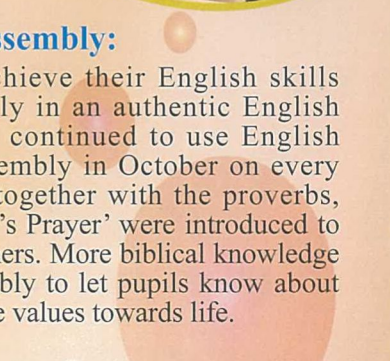 ssembly:
hieve their English skills
ly in an authentic English
continued to use English
embly in October on every
together with the proverbs,
's Prayer' were introduced to
ers. More biblical knowledge
bly to let pupils know about
e values towards life.